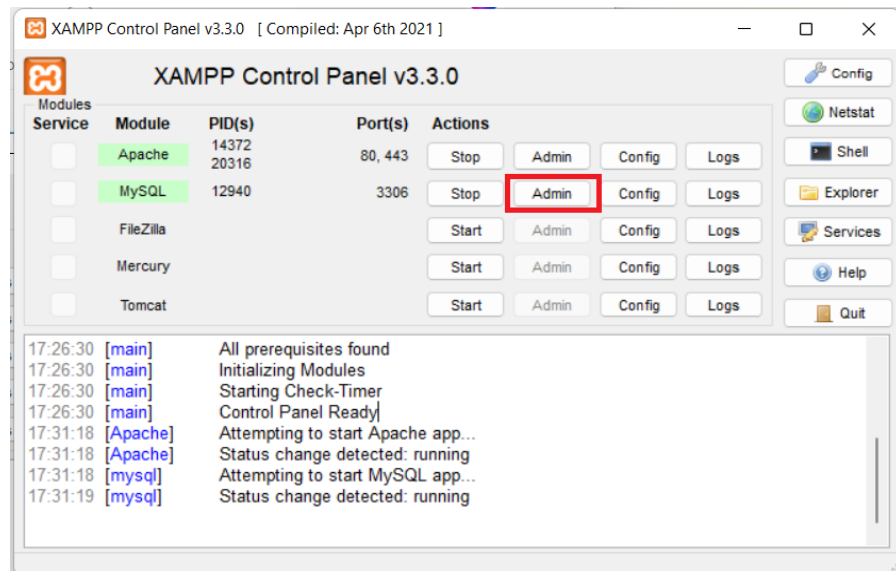 XAMPP Control Panel v3.3.0 [ Compiled: Apr 6th 2021 ]
XAMPP Control Panel v3.3.0
Config
Modules
Service Module PID(s) Port(s) Actions
Netstat
Apache 14372 20316 80, 443 Stop Admin Config Logs
Shell
MySQL 12940 3306 Stop Admin Config Logs
Explorer
FileZilla Start Admin Config Logs
Services
Mercury Start Admin Config Logs
Help
Tomcat Start Admin Config Logs
Quit
17:26:30 [main] All prerequisites found
17:26:30 [main] Initializing Modules
17:26:30 [main] Starting Check-Timer
17:26:30 [main] Control Panel Ready
17:31:18 [Apache] Attempting to start Apache app...
17:31:18 [Apache] Status change detected: running
17:31:18 [mysql] Attempting to start MySQL app...
17:31:19 [mysql] Status change detected: running